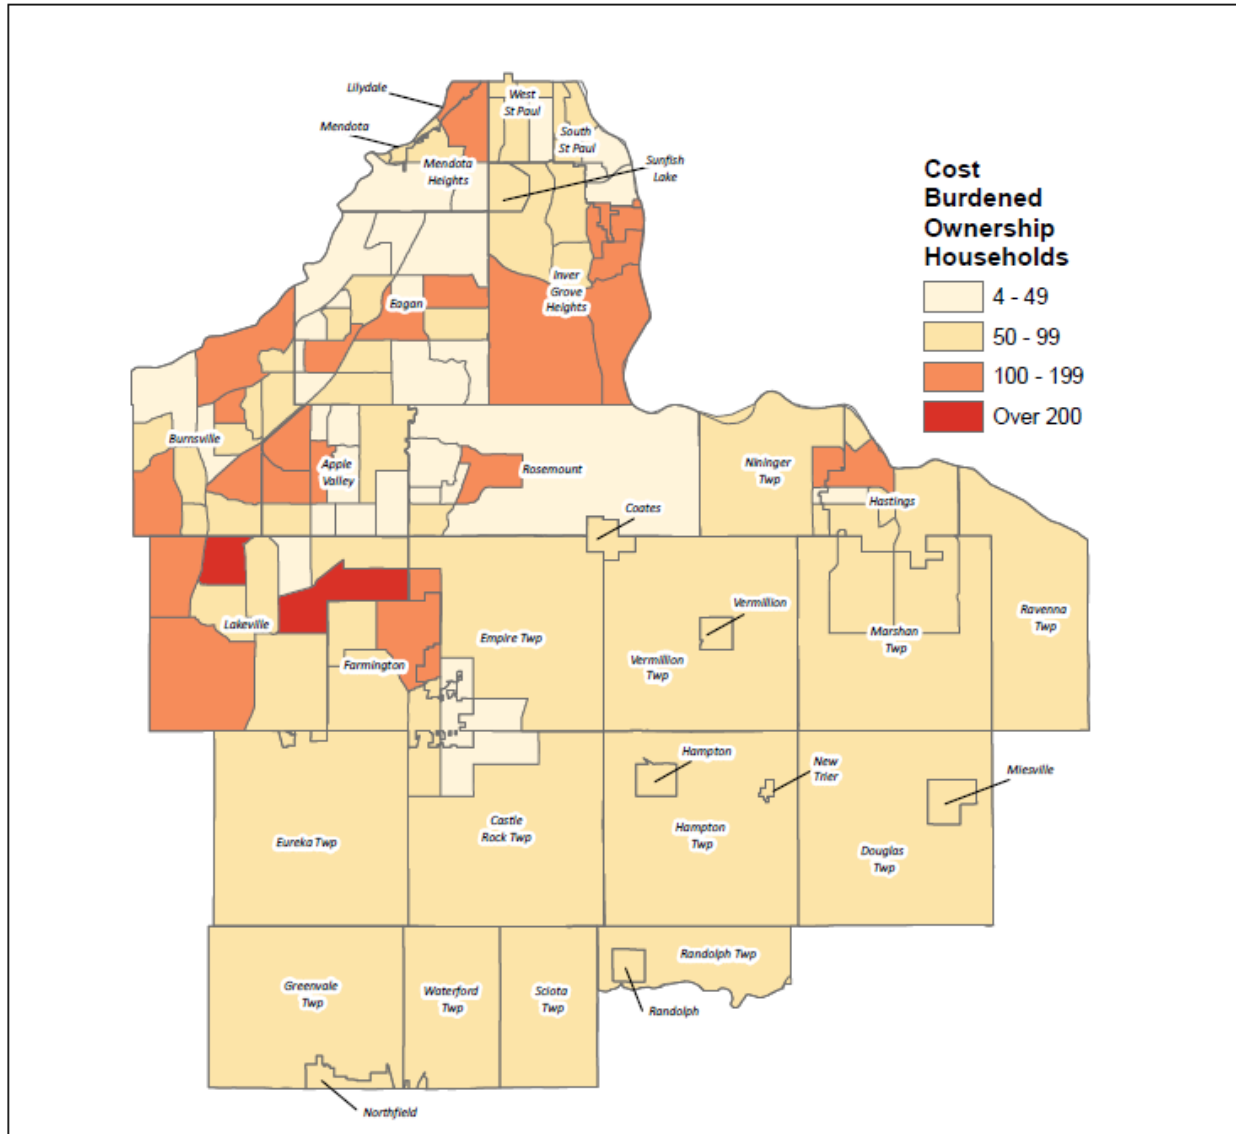 Lilydale
Mendota
West
St Paul
South
St Paul
Mendota
Heights
Sunfish
Lake
Cost
Burdened
Ownership
Households
4 - 49
50 - 99
100 - 199
Over 200
Eagan
Inver
Grove
Heights
Burnsville
Apple
Valley
Rosemount
Nininger
Twp
Hastings
Coates
Lakeville
Farmington
Empire Twp
Vermillion
Vermillion
Twp
Marshan
Twp
Ravenna
Twp
Hampton
New
Trier
Miesville
Eureka Twp
Castle
Rock Twp
Hampton
Twp
Douglas
Twp
Greenvale
Twp
Waterford
Twp
Sciota
Twp
Randolph Twp
Randolph
Northfield